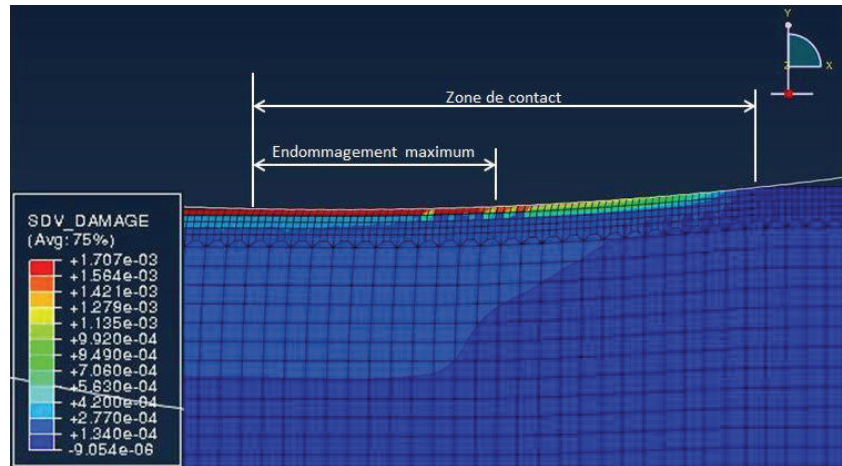 Y
Z
X
Zone de contact
Endommagement maximum
SDV_DAMAGE
(Avg: 75%)
+1.707e-03
+1.564e-03
+1.421e-03
+1.279e-03
+1.135e-03
+9.920e-04
+8.490e-04
+7.060e-04
+5.630e-04
+4.200e-04
+2.770e-04
+1.340e-04
-9.054e-06